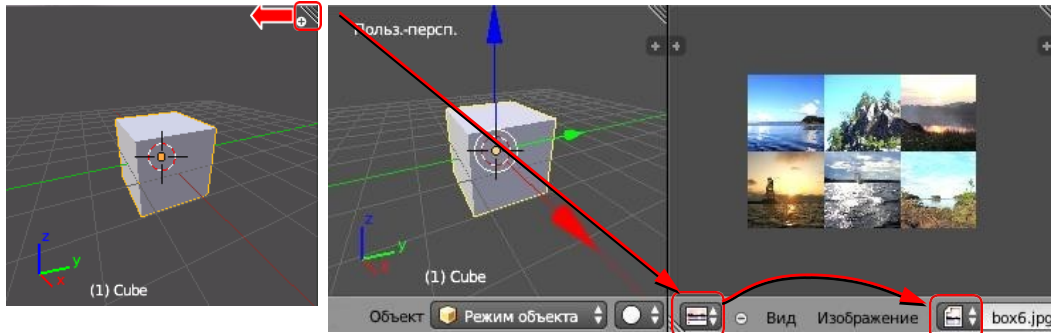 z
y
x
(1) Cube
Польз.-персп.
z
y
x
(1) Cube
Объект
Режим объекта
Вид
Изображение
box6.jpg